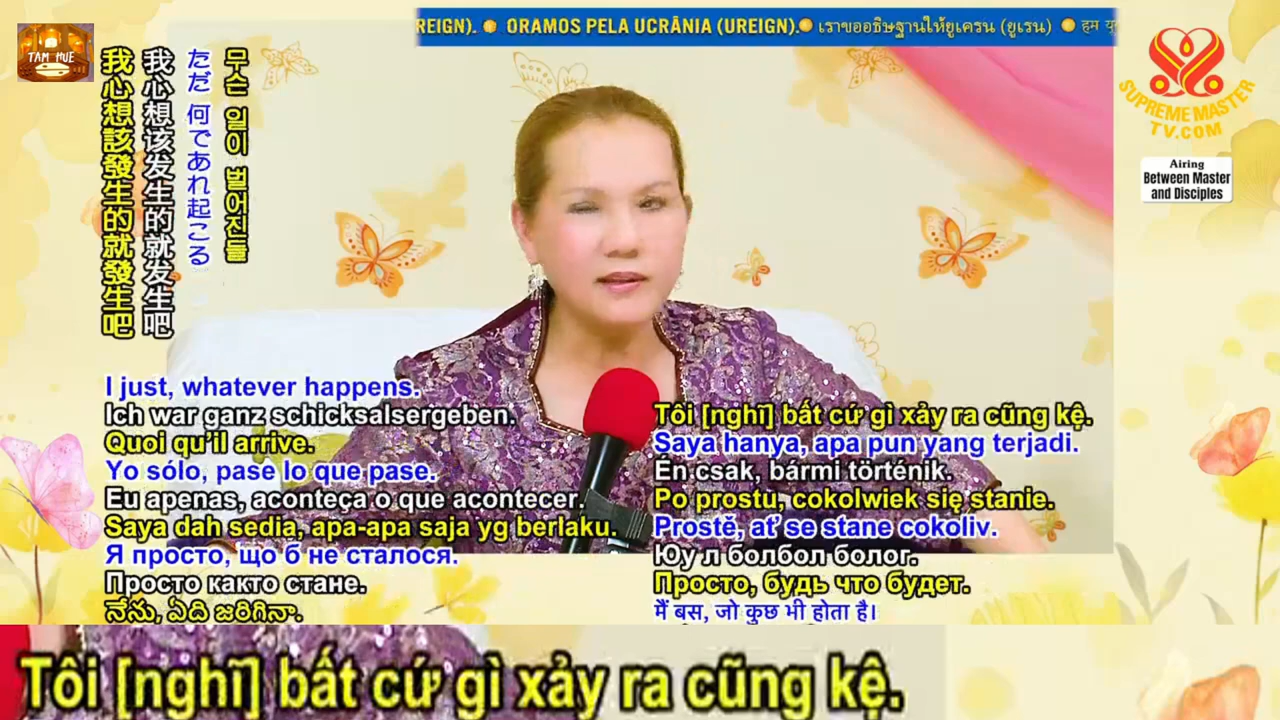 REIGN). ORAMOS PELA UCRÂNIA (UREIGN). เราขออธิษฐานให้ยูเครน (ยูเรน) हम
TAM HUE
SUPREME MASTER
TV.COM
Airing
Between Master
and Disciples
我心想該發生的就發生吧
我心想该发生的就发生吧
ただ 何であれ起こる
무슨 일이 벌어진들
I just, whatever happens.
Ich war ganz schicksalsergeben.
Quoi qu'il arrive.
Yo sólo, pase lo que pase.
Eu apenas, aconteça o que acontecer.
Saya dah sedia, apa-apa saja yg berlaku.
Я просто, що б не сталося.
Просто както стане.
ನೇನು, ಏದಿ ಜರಿಗಿನಾ.
Tôi [nghĩ] bất cứ gì xảy ra cũng kệ.
Saya hanya, apa pun yang terjadi.
Én csak, bármi történik.
Po prostu, cokolwiek się stanie.
Prostě, ať se stane cokoliv.
Юу л болбол болог.
Просто, будь что будет.
मैं बस, जो कुछ भी होता है।
Tôi [nghĩ] bất cứ gì xảy ra cũng kệ.